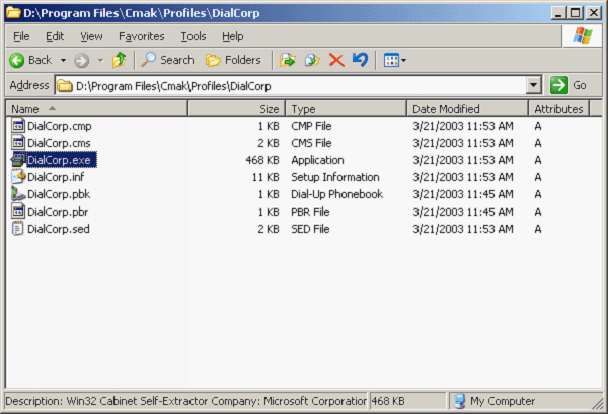 D:\Program Files\Cmak\Profiles\DialCorp
File Edit View Favorites Tools Help
Back Search Folders
Address D:\Program Files\Cmak\Profiles\DialCorp Go
Name Size Type Date Modified Attributes
DialCorp.cmp 1 KB CMP File 3/21/2003 11:53 AM A
DialCorp.cms 2 KB CMS File 3/21/2003 11:53 AM A
DialCorp.exe 468 KB Application 3/21/2003 11:53 AM A
DialCorp.inf 11 KB Setup Information 3/21/2003 11:53 AM A
DialCorp.pbk 1 KB Dial-Up Phonebook 3/21/2003 11:45 AM A
DialCorp.pbr 1 KB PBR File 3/21/2003 11:45 AM A
DialCorp.sed 2 KB SED File 3/21/2003 11:53 AM A
Description: Win32 Cabinet Self-Extractor Company: Microsoft Corporation 468 KB My Computer